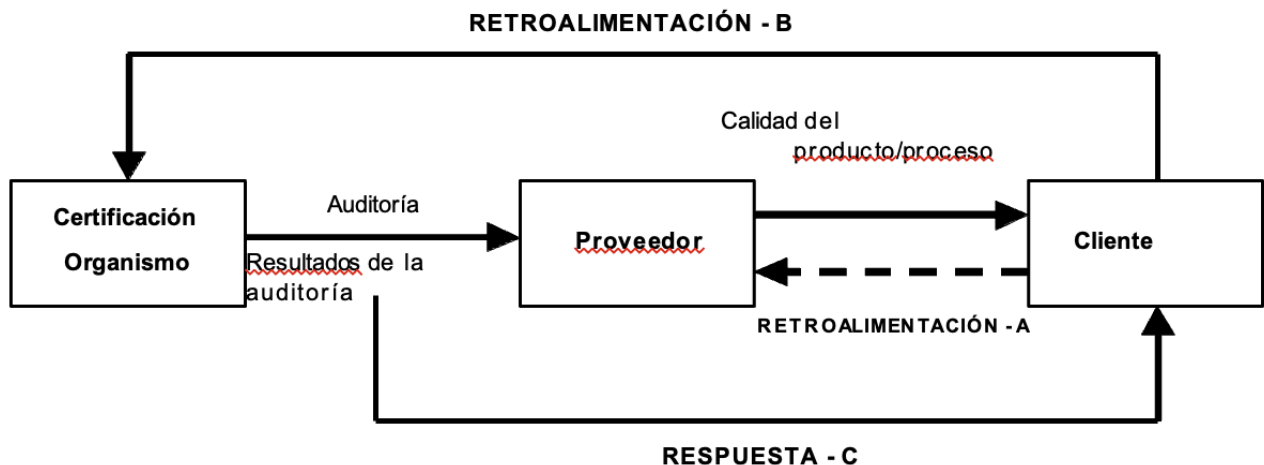 RETROALIMENTACIÓN - B
Calidad del
producto/proceso
Certificación
Organismo
Auditoría
Resultados de la
auditoría
Proveedor
Cliente
RETROALIMENTACIÓN - A
RESPUESTA - C